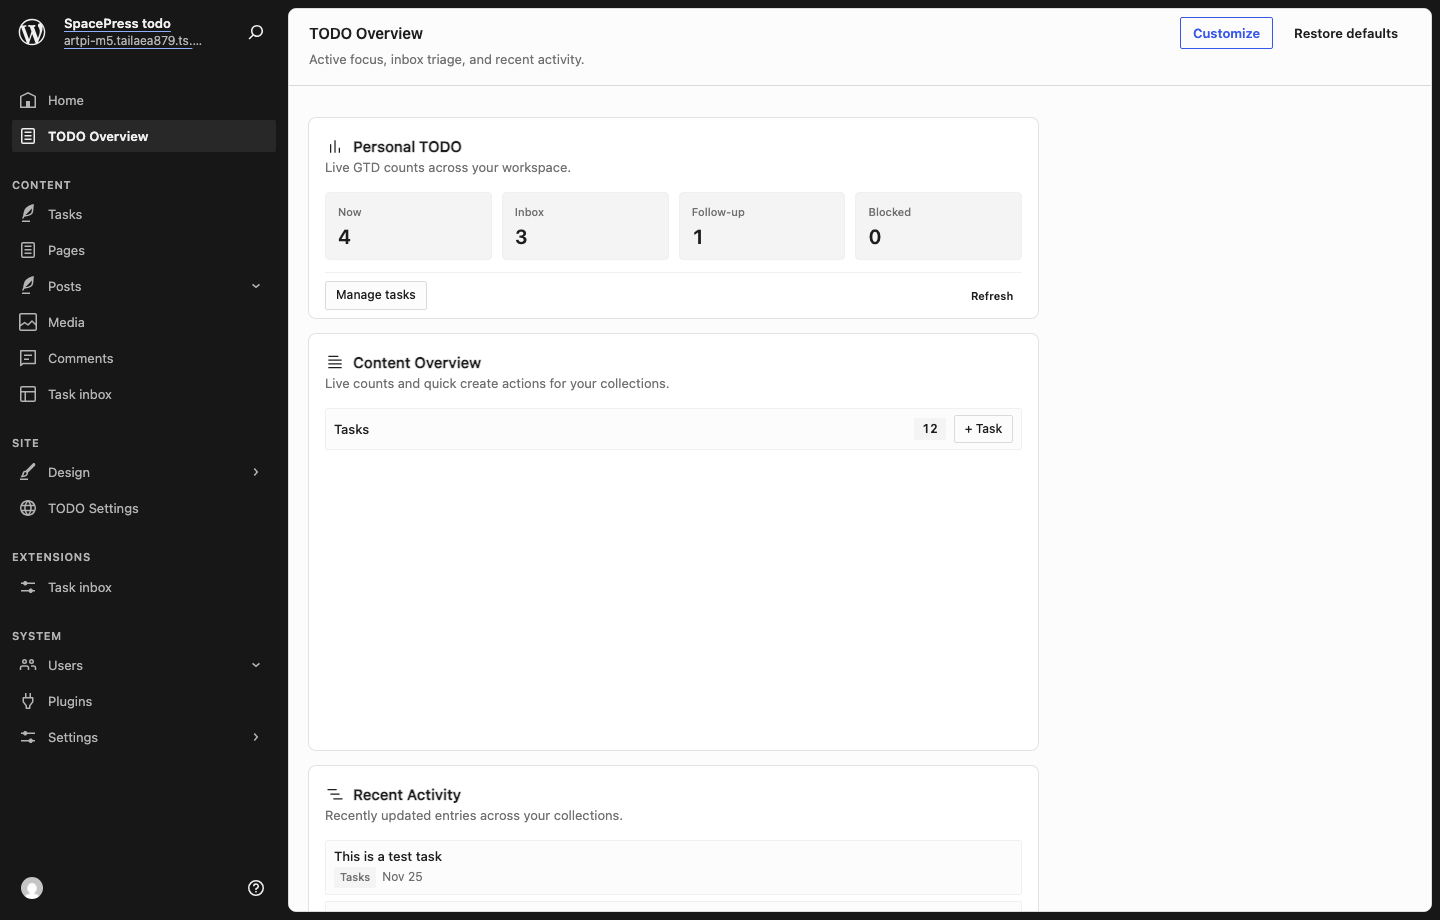 SpacePress todo
artpi-m5.tailaea879.ts....
Home
TODO Overview
CONTENT
Tasks
Pages
Posts
Media
Comments
Task inbox
SITE
Design
TODO Settings
EXTENSIONS
Task inbox
SYSTEM
Users
Plugins
Settings
TODO Overview
Active focus, inbox triage, and recent activity.
Customize
Restore defaults
Personal TODO
Live GTD counts across your workspace.
Now
4
Inbox
3
Follow-up
1
Blocked
0
Manage tasks
Refresh
Content Overview
Live counts and quick create actions for your collections.
Tasks
12
+ Task
Recent Activity
Recently updated entries across your collections.
This is a test task
Tasks Nov 25